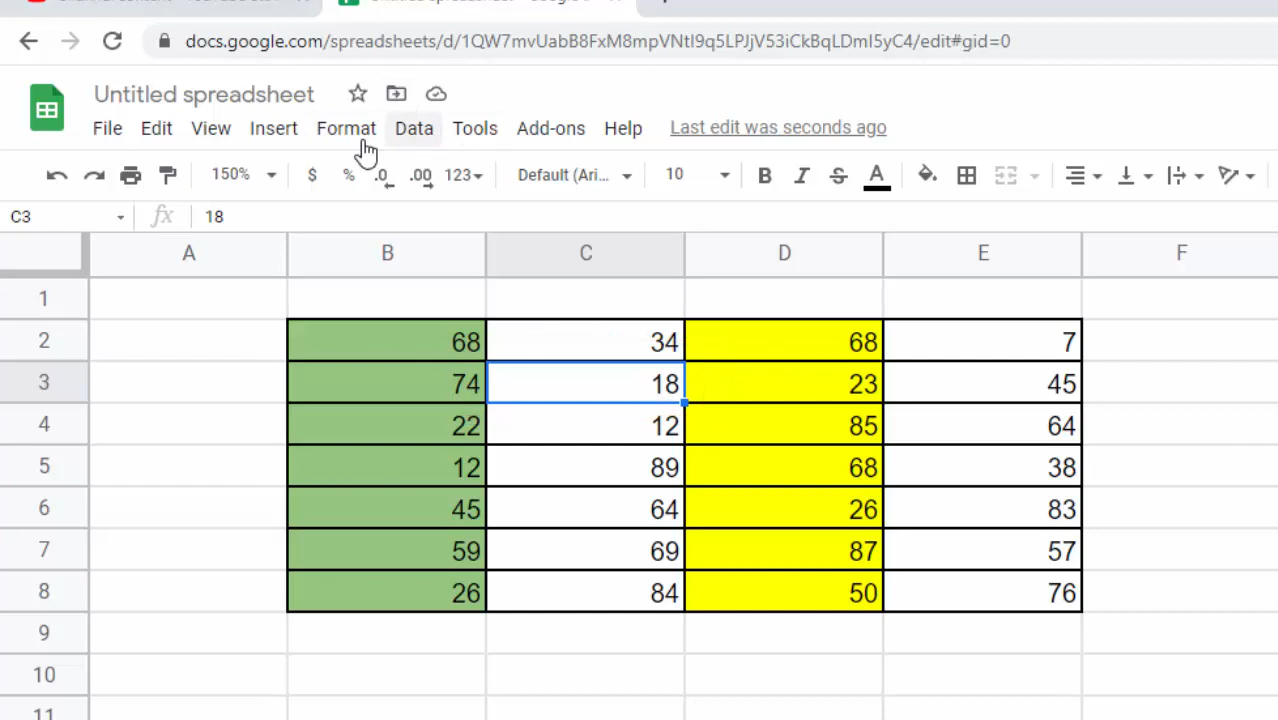 docs.google.com/spreadsheets/d/1QW7mvUabB8FxM8mpVNtI9q5LPJjV53iCkBqLDmI5yC4/edit#gid=0
Untitled spreadsheet
File Edit View Insert Format Data Tools Add-ons Help Last edit was seconds ago
150% $ % .0 .00 123 Default (Ari... 10 B I S A
C3 fx 18
A B C D E F
1
2 68 34 68 7
3 74 18 23 45
4 22 12 85 64
5 12 89 68 38
6 45 64 26 83
7 59 69 87 57
8 26 84 50 76
9
10
11